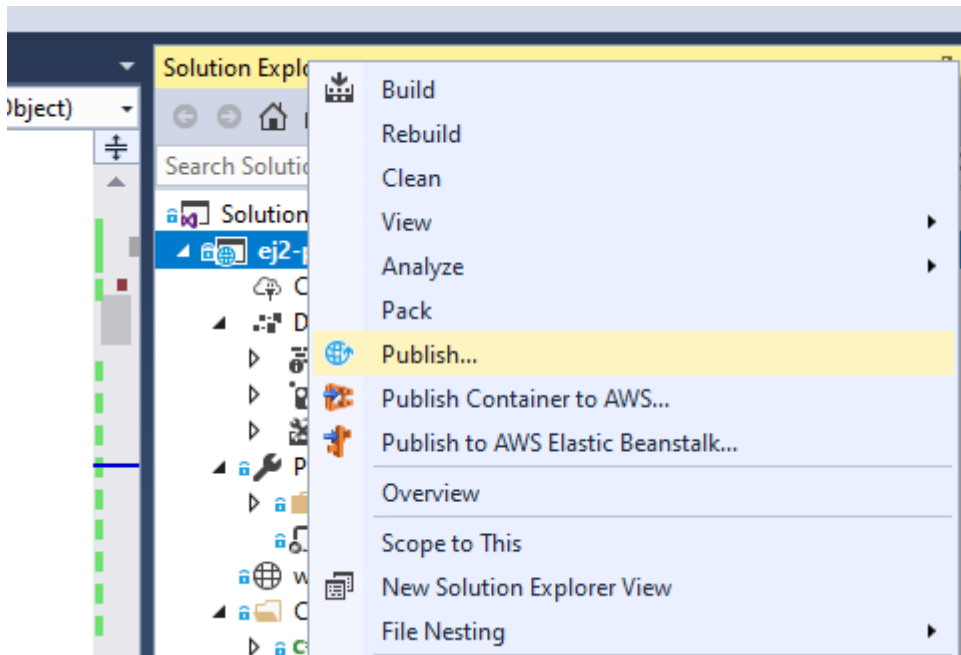 Solution Explo
bject)
Search Solutio
Solution
ej2-p
C
D
P
w
C
C
Build
Rebuild
Clean
View
Analyze
Pack
Publish...
Publish Container to AWS...
Publish to AWS Elastic Beanstalk...
Overview
Scope to This
New Solution Explorer View
File Nesting